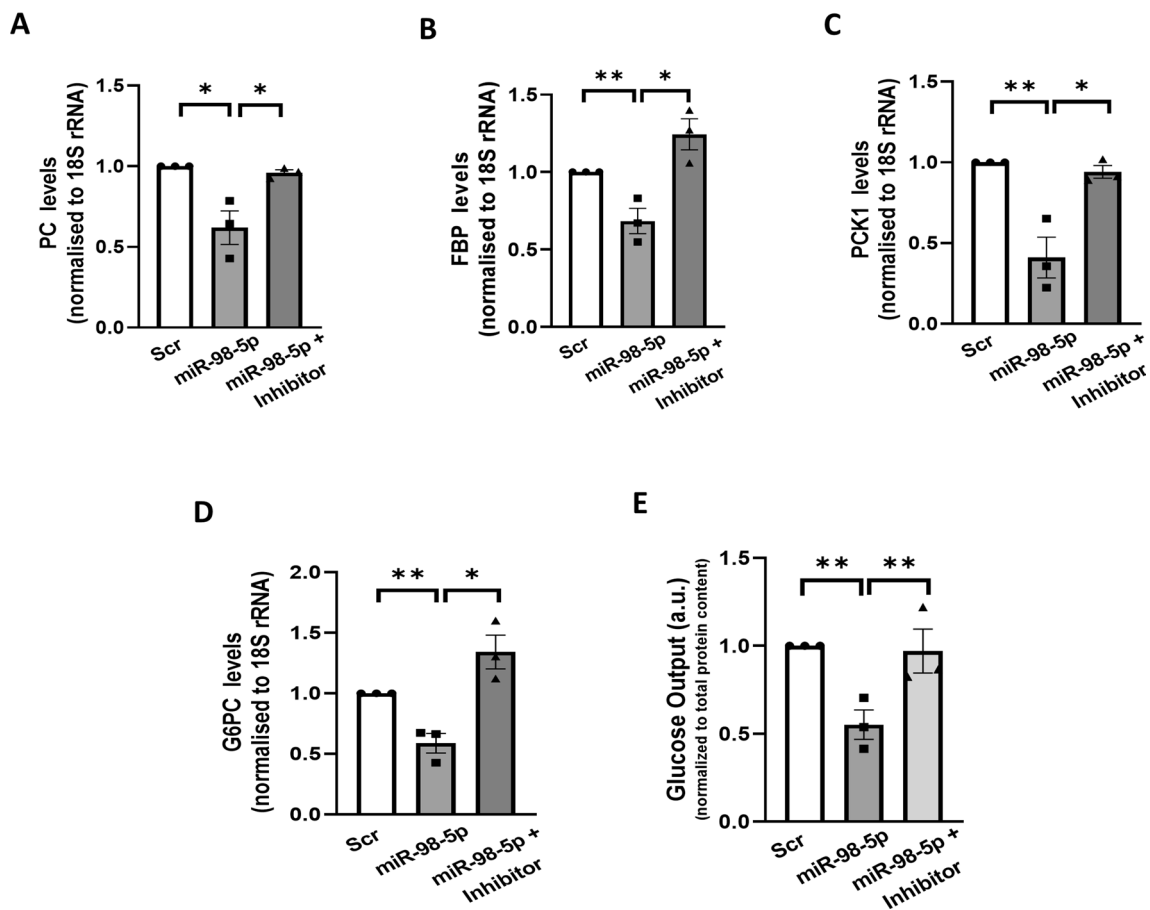 A
PC levels
(normalised to 18S rRNA)
1.5
1.0
0.5
0.0
*
*
Scr
miR-98-5p
miR-98-5p +
Inhibitor
B
FBP levels
(normalised to 18S rRNA)
1.5
1.0
0.5
0.0
**
*
Scr
miR-98-5p
miR-98-5p +
Inhibitor
C
PCK1 levels
(normalised to 18S rRNA)
1.5
1.0
0.5
0.0
**
*
Scr
miR-98-5p
miR-98-5p +
Inhibitor
D
G6PC levels
(normalised to 18S rRNA)
2.0
1.5
1.0
0.5
0.0
**
*
Scr
miR-98-5p
miR-98-5p +
Inhibitor
E
Glucose Output (a.u.)
(normalized to total protein content)
1.5
1.0
0.5
0.0
**
**
Scr
miR-98-5p
miR-98-5p +
Inhibitor